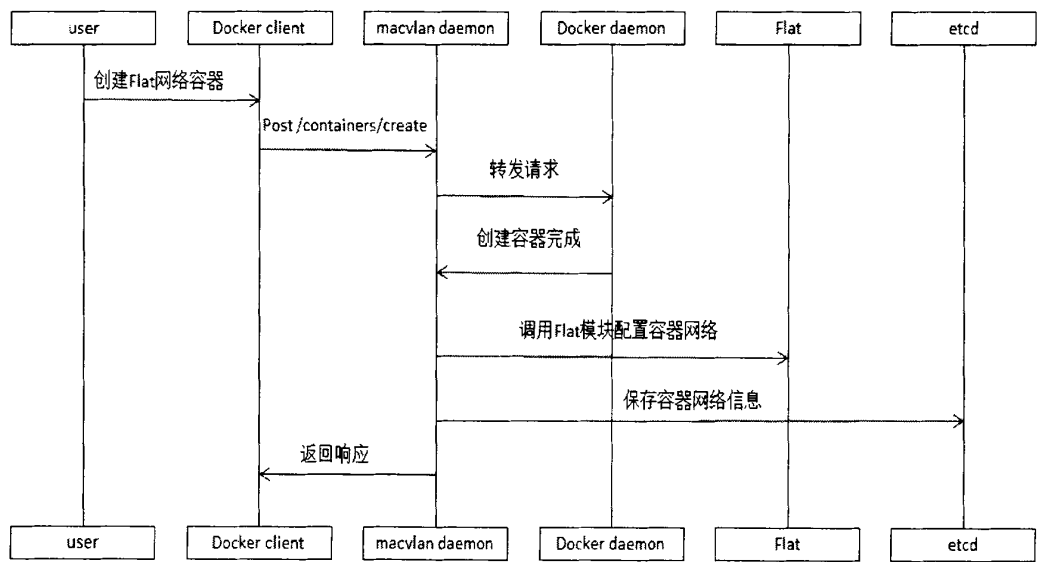 user
Docker client
macvlan daemon
Docker daemon
Flat
etcd
创建Flat网络容器
Post /containers/create
转发请求
创建容器完成
调用Flat模块配置容器网络
保存容器网络信息
返回响应
user
Docker client
macvlan daemon
Docker daemon
Flat
etcd